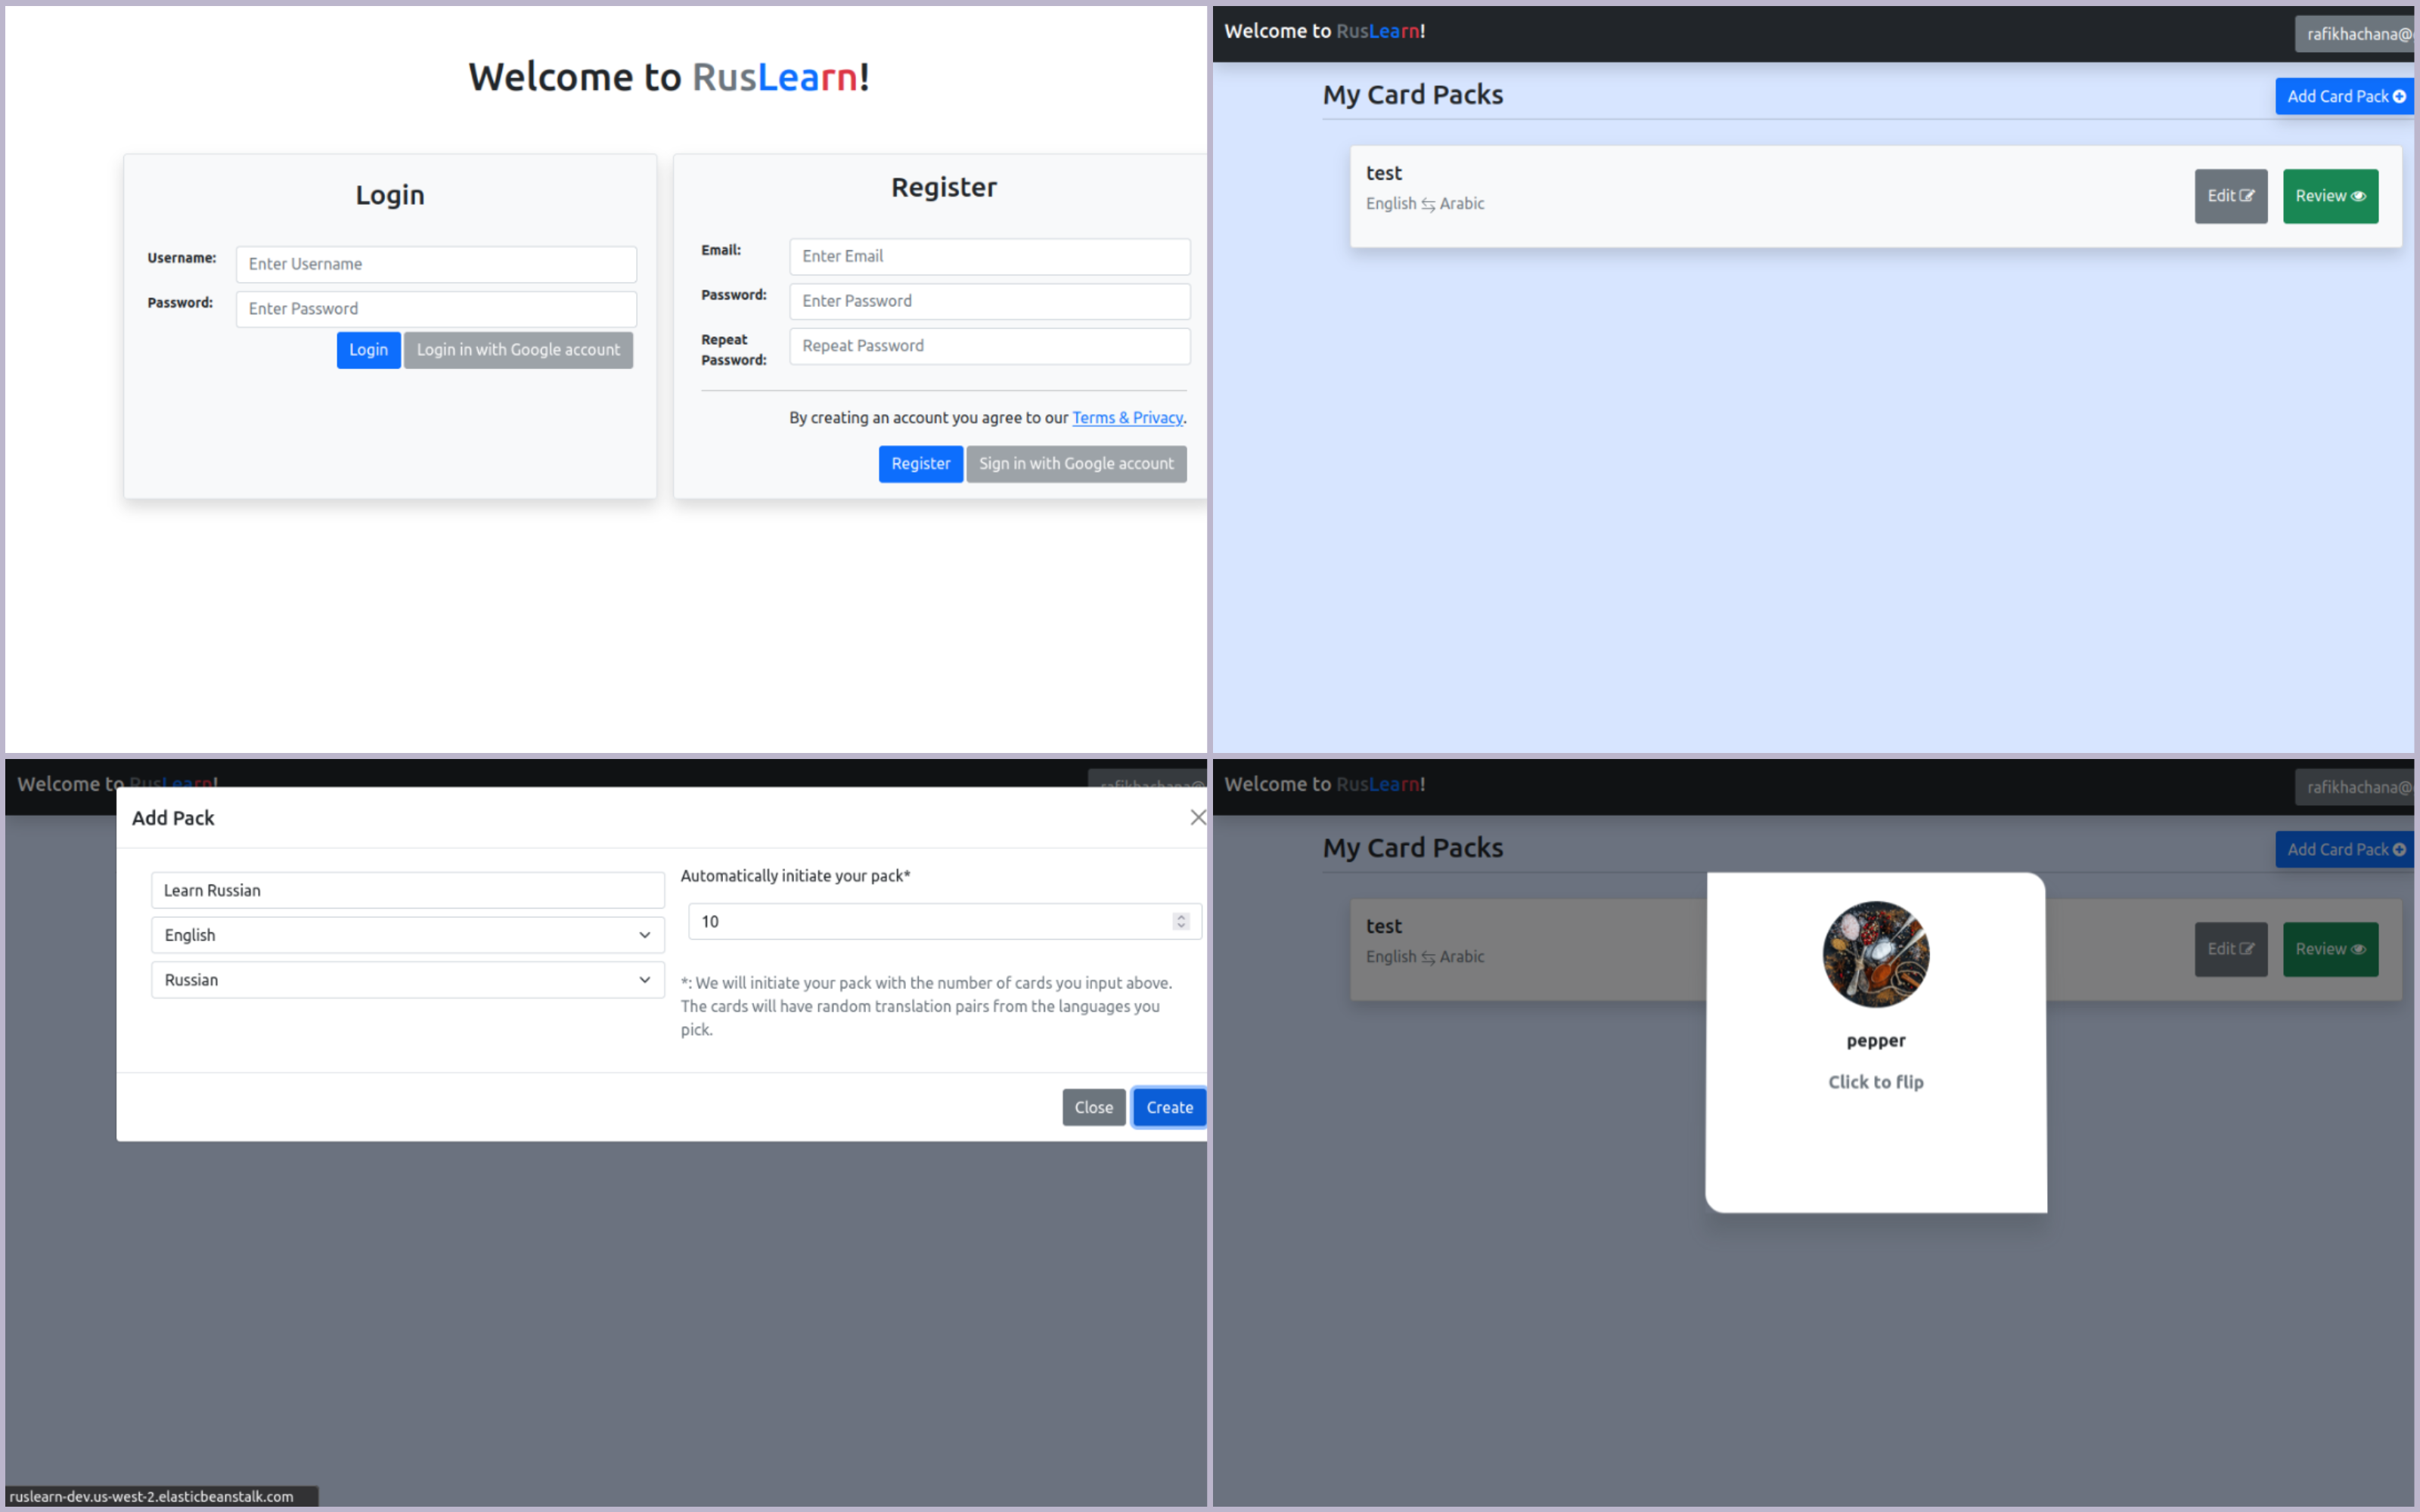 Welcome to RusLearn!
Login
Username:
Enter Username
Password:
Enter Password
Login
Login in with Google account
Register
Email:
Enter Email
Password:
Enter Password
Repeat
Password:
Repeat Password
By creating an account you agree to our Terms & Privacy.
Register
Sign in with Google account
Welcome to RusLearn!
rafikhachana@
My Card Packs
Add Card Pack
test
English ⇆ Arabic
Edit
Review
Welcome to RusLearn!
rafikhachana@
Add Pack
Learn Russian
English
Russian
Automatically initiate your pack*
10
*: We will initiate your pack with the number of cards you input above.
The cards will have random translation pairs from the languages you
pick.
Close
Create
ruslearn-dev.us-west-2.elasticbeanstalk.com
Welcome to RusLearn!
rafikhachana@
My Card Packs
Add Card Pack
test
English ⇆ Arabic
Edit
Review
pepper
Click to flip